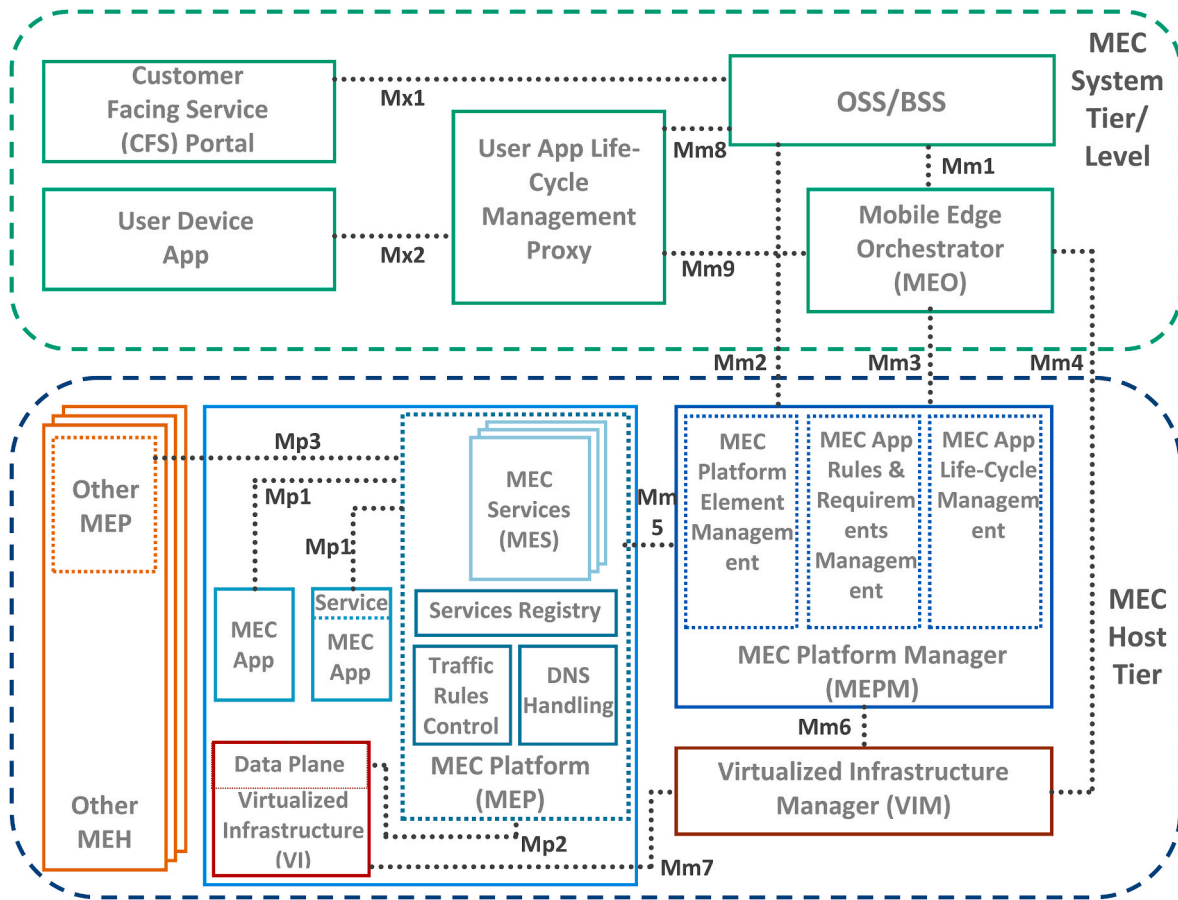 MEC
System
Tier/
Level
Customer
Facing Service
(CFS) Portal
Mx1
OSS/BSS
User App Life-
Cycle
Management
Proxy
Mm8
Mm1
User Device
App
Mx2
Mm9
Mobile Edge
Orchestrator
(MEO)
Mm2
Mm3
Mm4
Other
MEP
Other
MEH
Mp3
Mp1
Mp1
MEC
App
Service
MEC
App
MEC
Services
(MES)
Services Registry
Traffic
Rules
Control
DNS
Handling
MEC Platform
(MEP)
Data Plane
Virtualized
Infrastructure
(VI)
Mp2
Mm7
Mm
5
MEC
Platform
Element
Managem
ent
MEC App
Rules &
Requirem
ents
Managem
ent
MEC App
Life-Cycle
Managem
ent
MEC Platform Manager
(MEPM)
Mm6
Virtualized Infrastructure
Manager (VIM)
MEC
Host
Tier